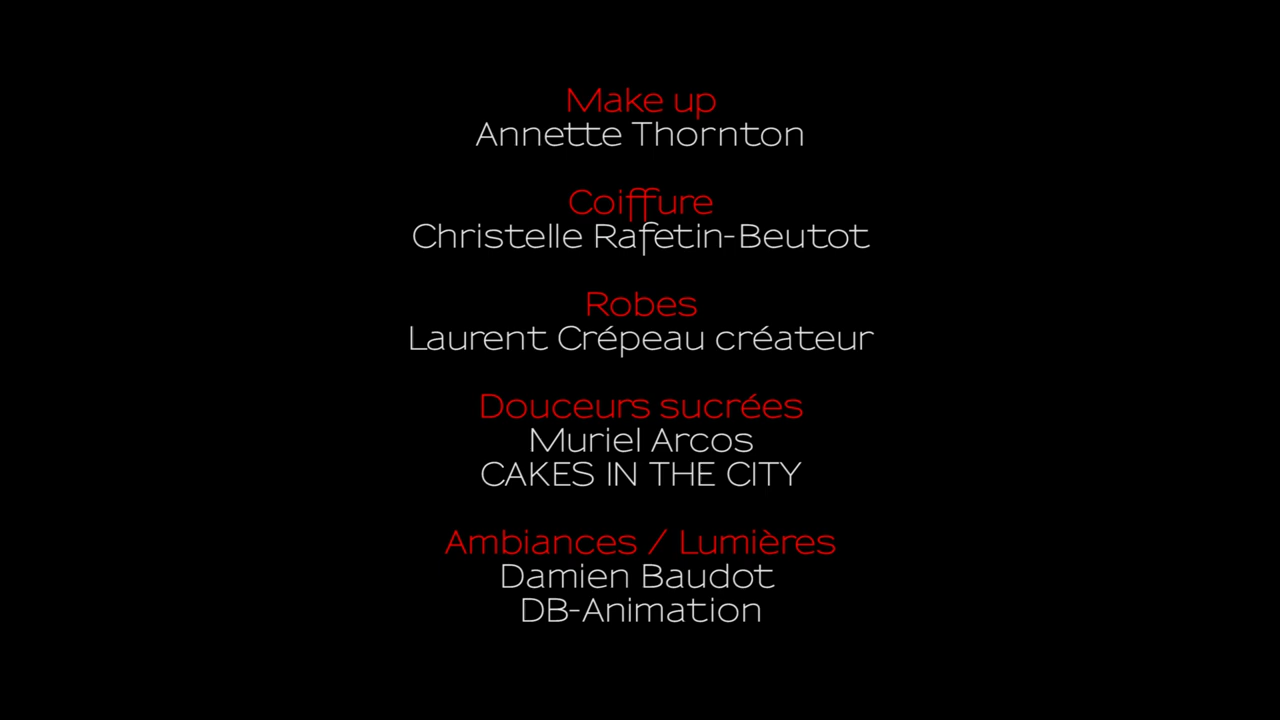 Make up
Annette Thornton
Coiffure
Christelle Rafetin-Beutot
Robes
Laurent Crépeau créateur
Douceurs sucrées
Muriel Arcos
CAKES IN THE CITY
Ambiances / Lumières
Damien Baudot
DB-Animation